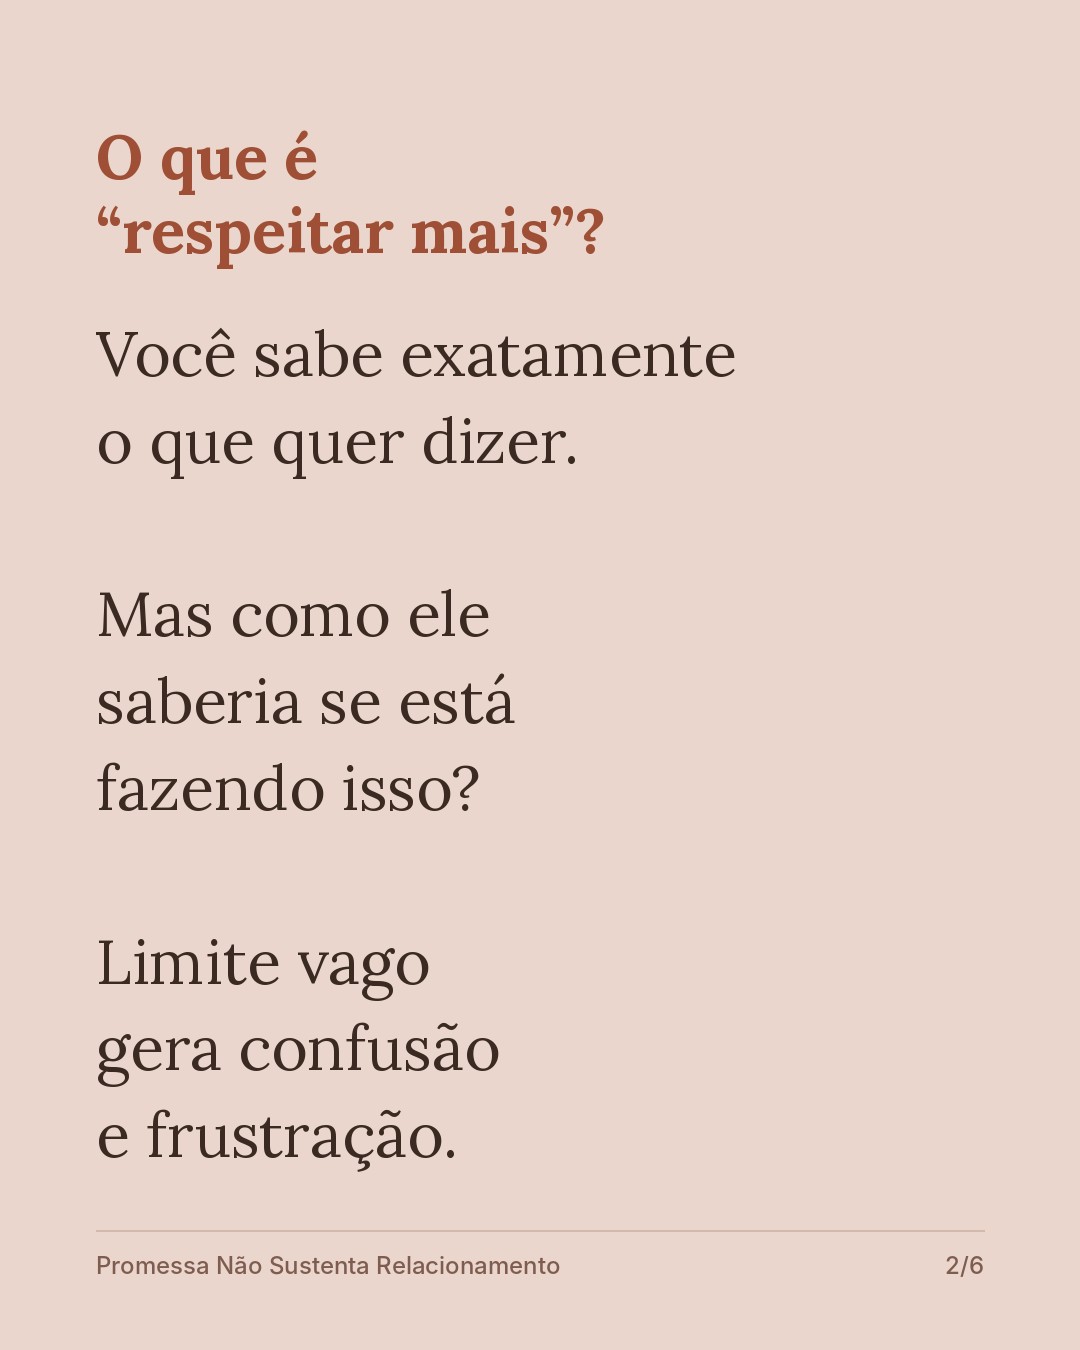 O que é
“respeitar mais”?
Você sabe exatamente
o que quer dizer.
Mas como ele
saberia se está
fazendo isso?
Limite vago
gera confusão
e frustração.
Promessa Não Sustenta Relacionamento
2/6